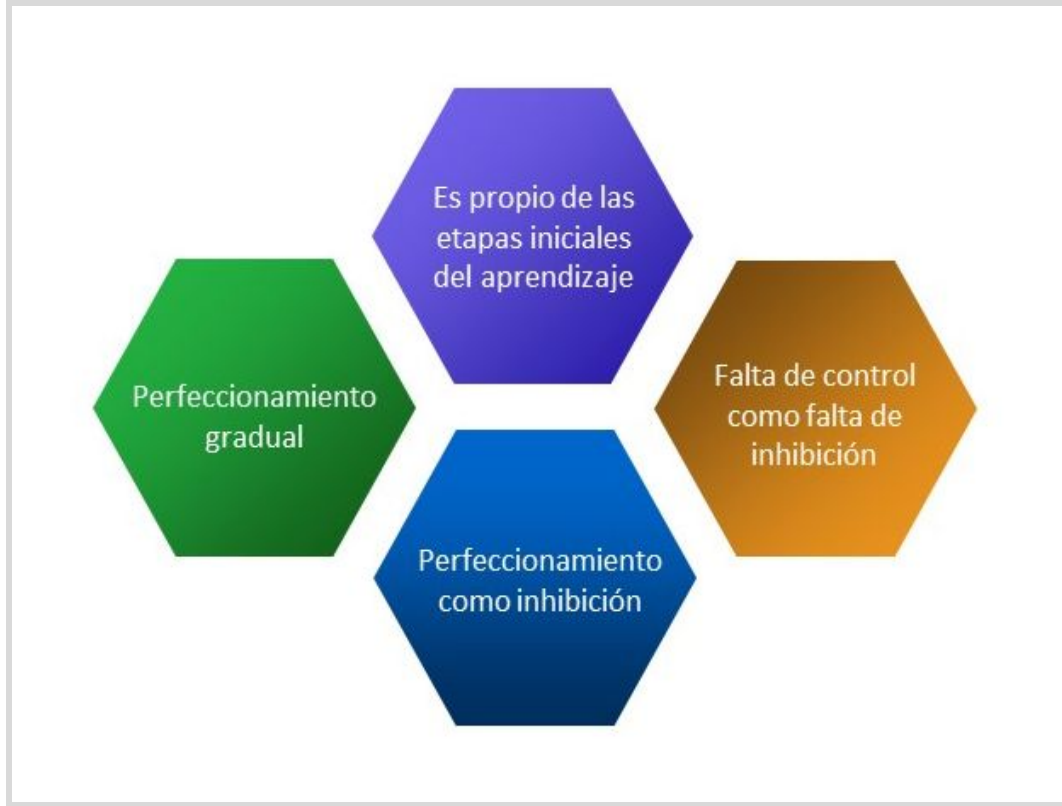 Es propio de las
etapas iniciales
del aprendizaje
Perfeccionamiento
gradual
Falta de control
como falta de
inhibición
Perfeccionamiento
como inhibición